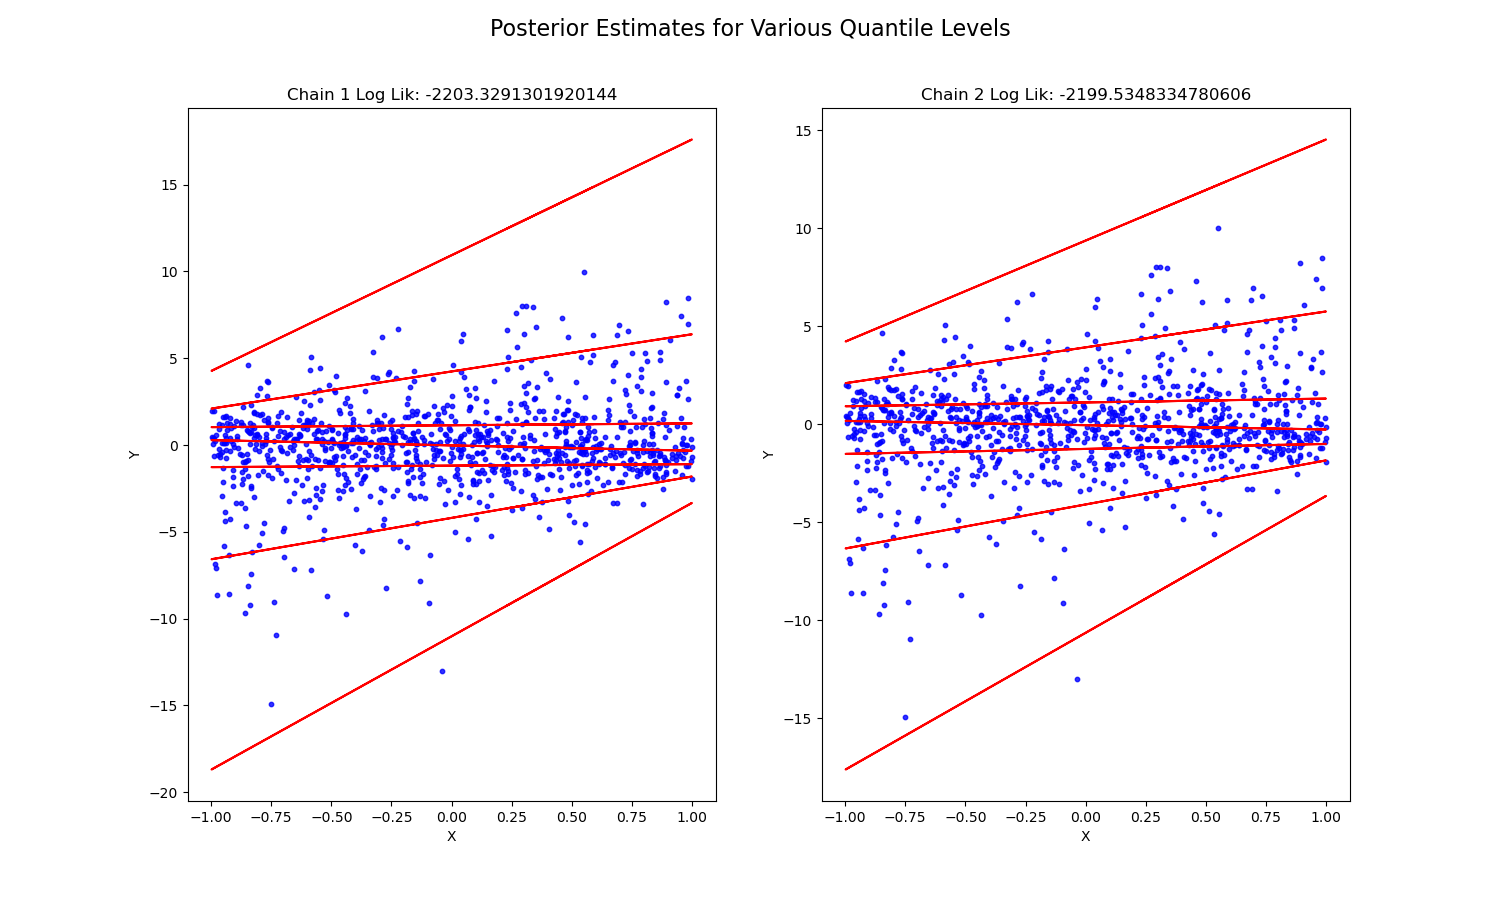 Posterior Estimates for Various Quantile Levels
Chain 1 Log Lik: -2203.3291301920144
Chain 2 Log Lik: -2199.5348334780606
15
10
5
0
−5
−10
−15
−20
Y
−1.00 −0.75 −0.50 −0.25 0.00 0.25 0.50 0.75 1.00
X
15
10
5
0
−5
−10
−15
Y
−1.00 −0.75 −0.50 −0.25 0.00 0.25 0.50 0.75 1.00
X